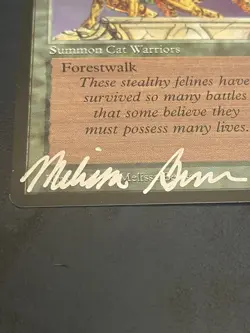 Summon Cat Warriors
Forestwalk
These stealthy felines have
survived so many battles
that some believe they
must possess many lives.
Melissa